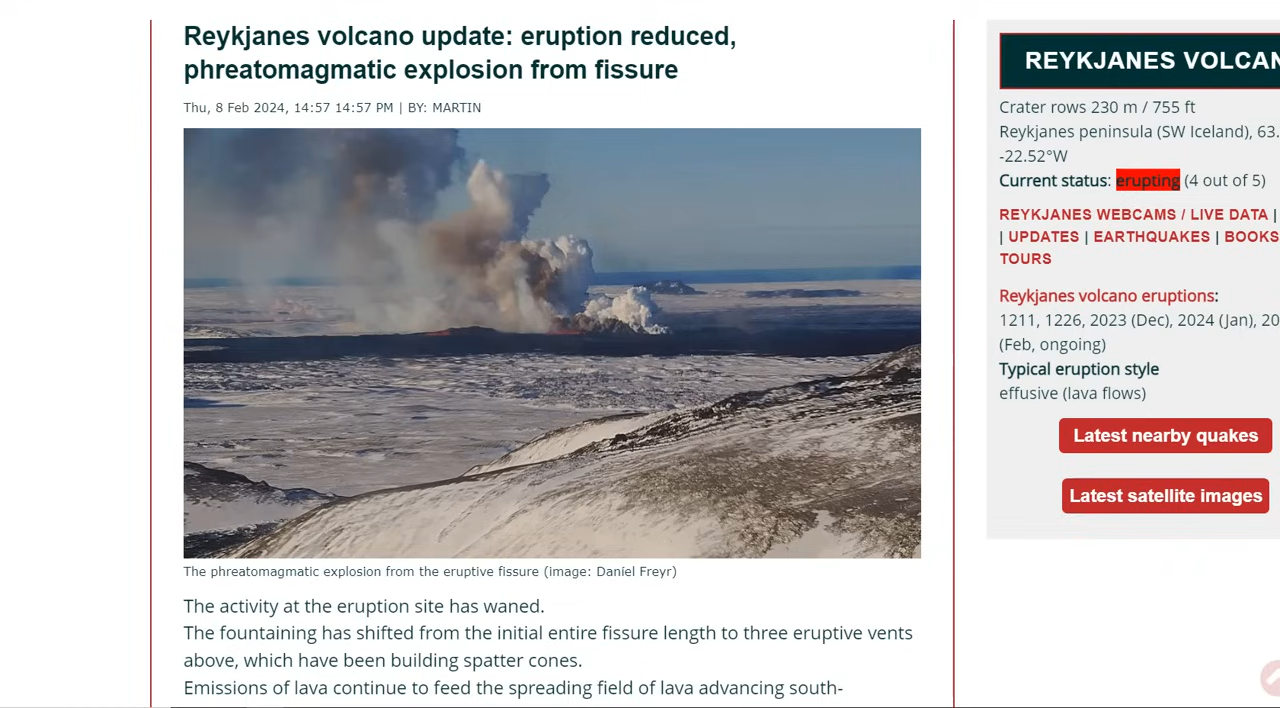 Reykjanes volcano update: eruption reduced,
phreatomagmatic explosion from fissure
Thu, 8 Feb 2024, 14:57 14:57 PM | BY: MARTIN
The phreatomagmatic explosion from the eruptive fissure (image: Daníel Freyr)
The activity at the eruption site has waned.
The fountaining has shifted from the initial entire fissure length to three eruptive vents
above, which have been building spatter cones.
Emissions of lava continue to feed the spreading field of lava advancing south-
REYKJANES VOLCAN
Crater rows 230 m / 755 ft
Reykjanes peninsula (SW Iceland), 63.
-22.52°W
Current status: erupting (4 out of 5)
REYKJANES WEBCAMS / LIVE DATA |
| UPDATES | EARTHQUAKES | BOOKS
TOURS
Reykjanes volcano eruptions:
1211, 1226, 2023 (Dec), 2024 (Jan), 20
(Feb, ongoing)
Typical eruption style
effusive (lava flows)
Latest nearby quakes
Latest satellite images